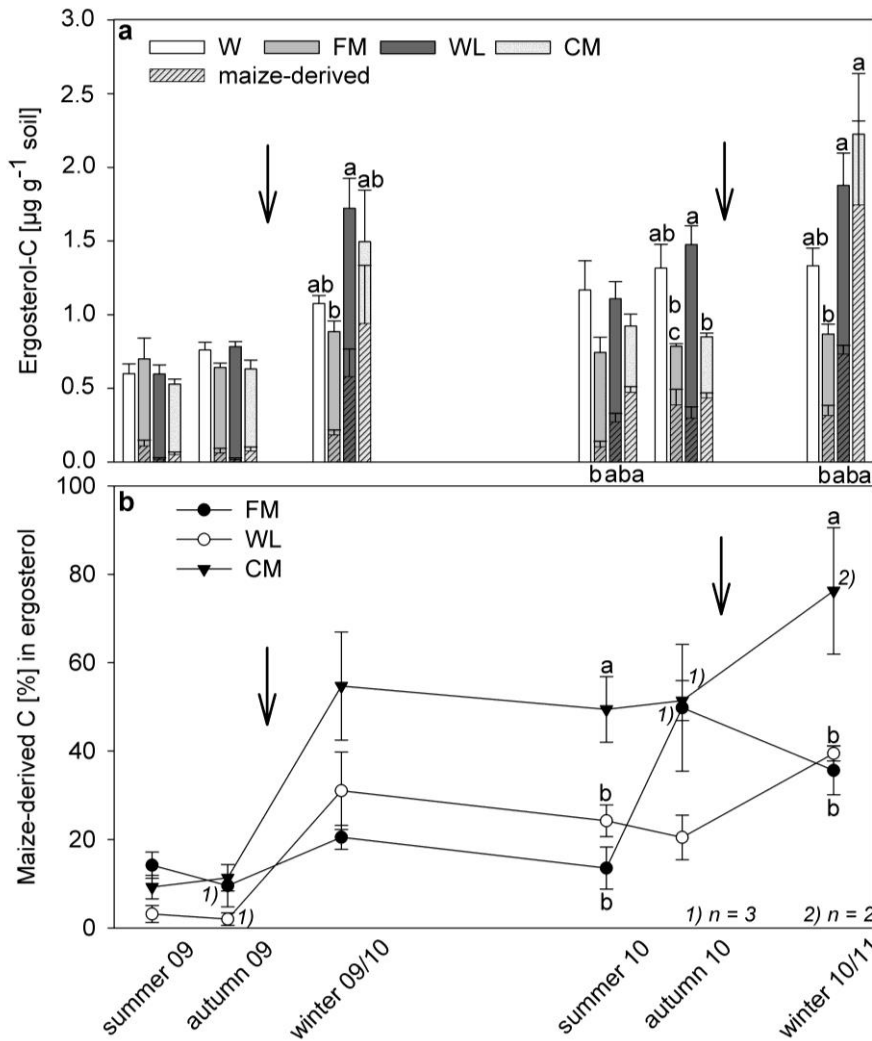 a
W FM WL CM
maize-derived
Ergosterol-C [µg g⁻¹ soil]
3.0
2.5
2.0
1.5
1.0
0.5
0.0
ab
b
a
ab
ab
b
c
a
b
ab
b
a
a
baba
baba
b
FM
WL
CM
Maize-derived C [%] in ergosterol
100
80
60
40
20
0
1)
1)
a
b
b
1)
1)
a
2)
b
b
1) n = 3
2) n = 2
summer 09
autumn 09
winter 09/10
summer 10
autumn 10
winter 10/11